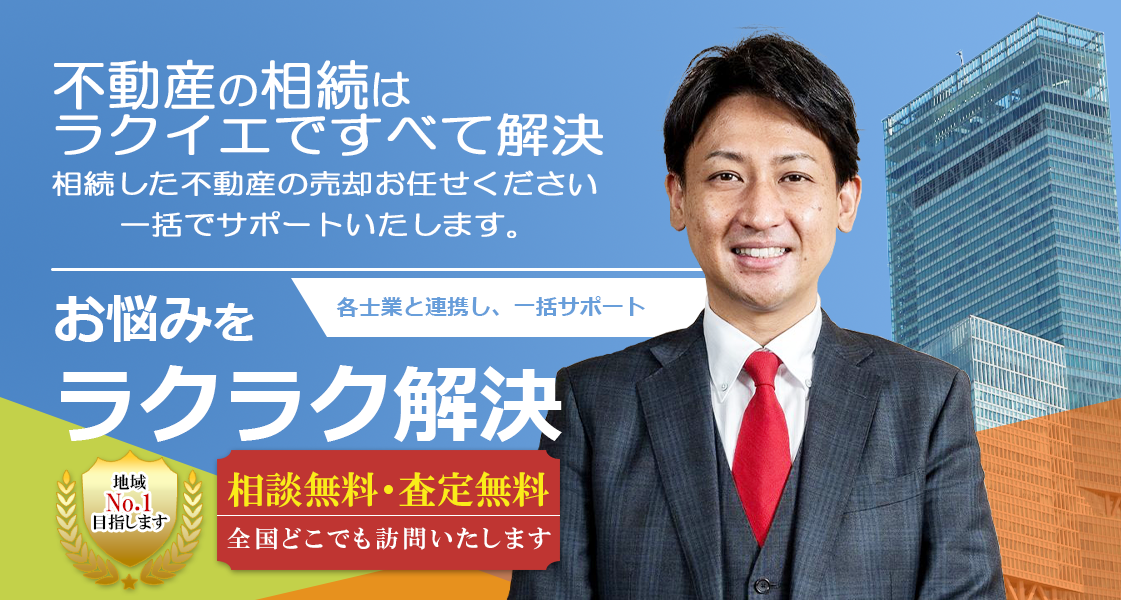 不動産の相続は
ラクイエですべて解決
相続した不動産の売却お任せください
一括でサポートいたします。
各士業と連携し、一括サポート
お悩みを
ラクラク解決
地域
No.1
目指します
相談無料・査定無料
全国どこでも訪問いたします